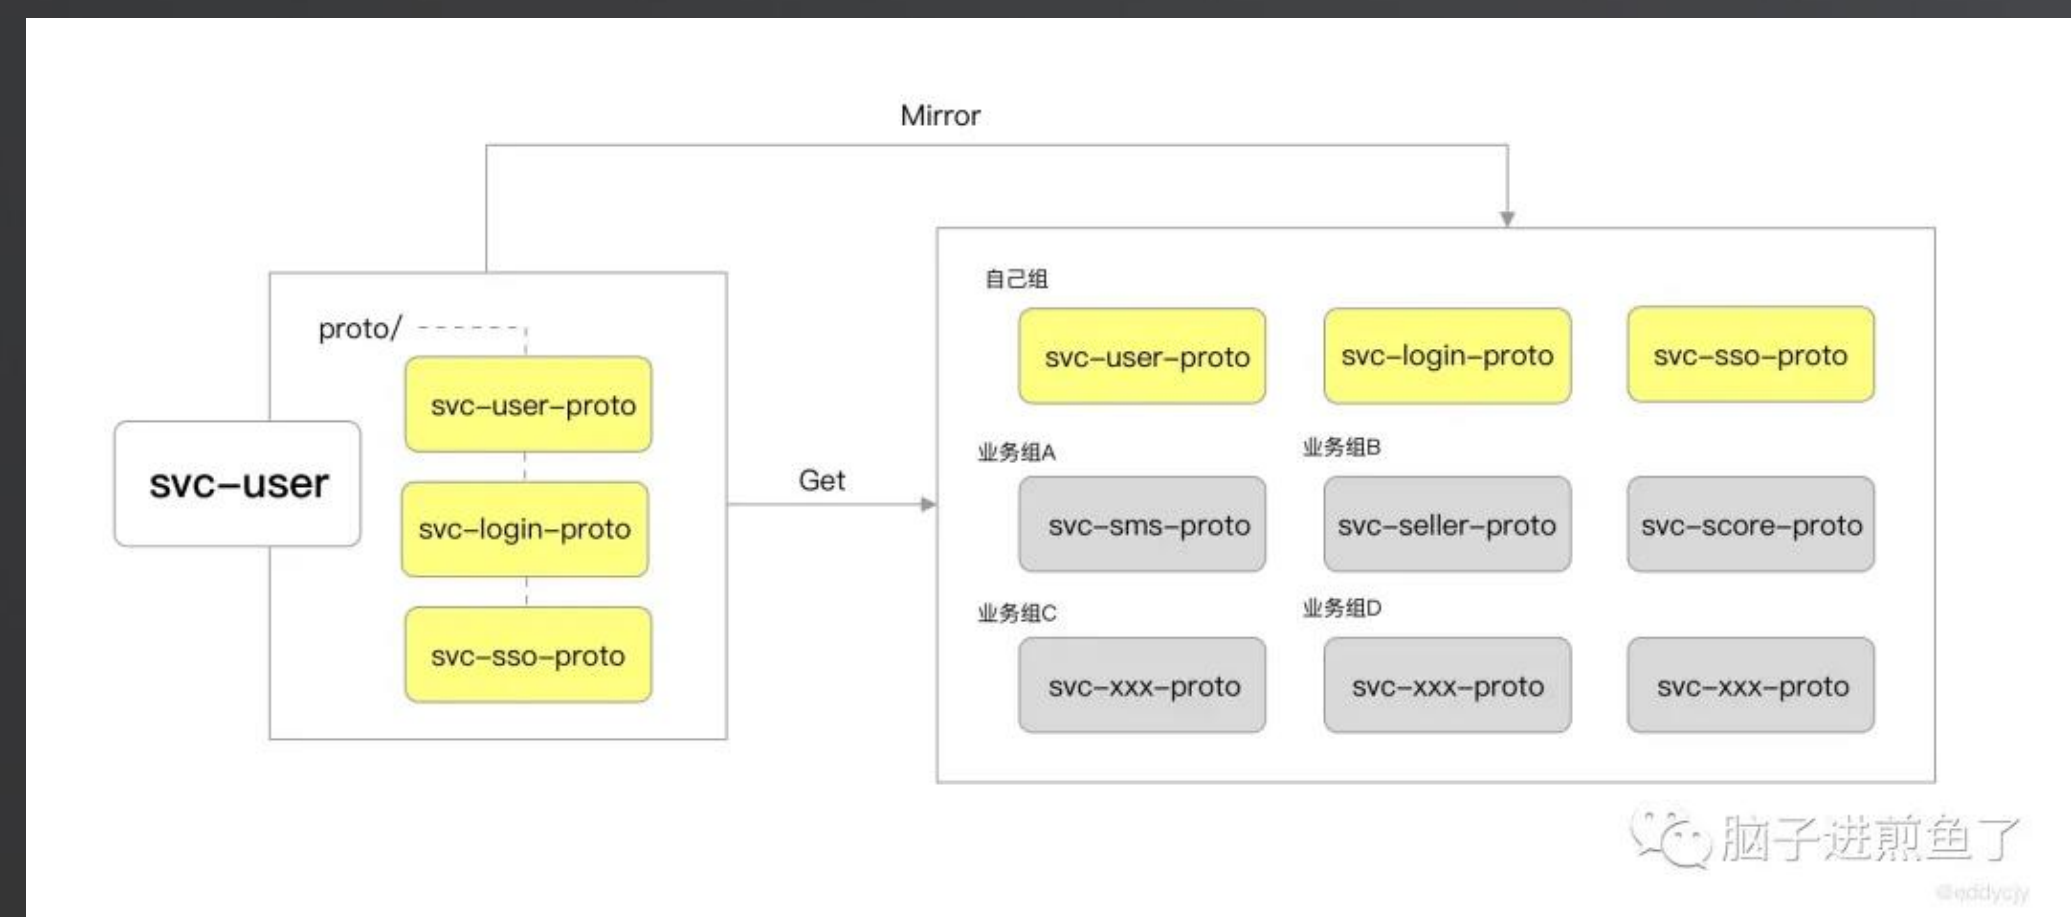 Mirror
proto/
svc-user-proto
svc-user
svc-login-proto
svc-sso-proto
Get
自己组
svc-user-proto
svc-login-proto
svc-sso-proto
业务组A
业务组B
svc-sms-proto
svc-seller-proto
svc-score-proto
业务组C
业务组D
svc-xxx-proto
svc-xxx-proto
svc-xxx-proto
脑子进煎鱼了
@eddycjy